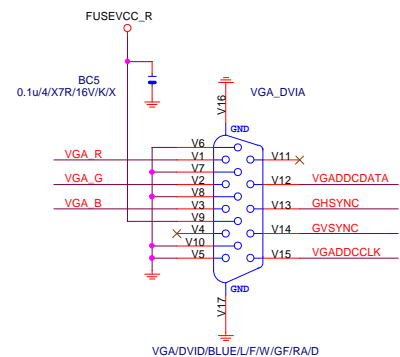 FUSEVCC_R
BC5
0.1u/4/X7R/16V/K/X
VGA_DVIA
V16
GND
V6
VGA_R
V1
V11
V7
VGA_G
V2
V12
VGADDCDATA
V8
VGA_B
V3
V13
GHSYNC
V9
V4
V14
GVSYNC
V10
V5
V15
VGADDCCLK
GND
V17
VGA/DVID/BLUE/L/F/W/GF/RA/D